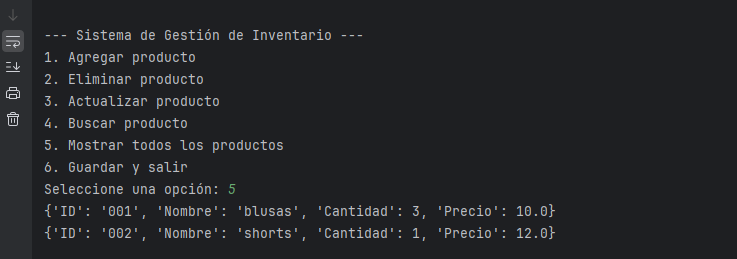 --- Sistema de Gestión de Inventario ---
1. Agregar producto
2. Eliminar producto
3. Actualizar producto
4. Buscar producto
5. Mostrar todos los productos
6. Guardar y salir
Seleccione una opción: 5
{'ID': '001', 'Nombre': 'blusas', 'Cantidad': 3, 'Precio': 10.0}
{'ID': '002', 'Nombre': 'shorts', 'Cantidad': 1, 'Precio': 12.0}